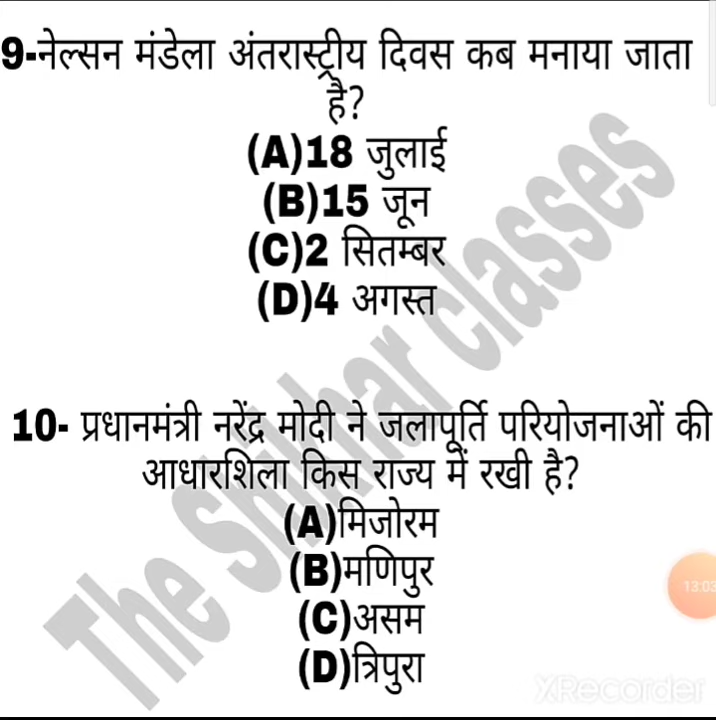 9-नेल्सन मंडेला अंतरास्ट्रीय दिवस कब मनाया जाता
है?
(A)18 जुलाई
(B)15 जून
(C)2 सितम्बर
(D)4 अगस्त
10- प्रधानमंत्री नरेंद्र मोदी ने जलापूर्ति परियोजनाओं की
आधारशिला किस राज्य में रखी है?
(A)मिजोरम
(B)मणिपुर
(C)असम
(D)त्रिपुरा
The Shikhar Classes
13:03
XRecorder